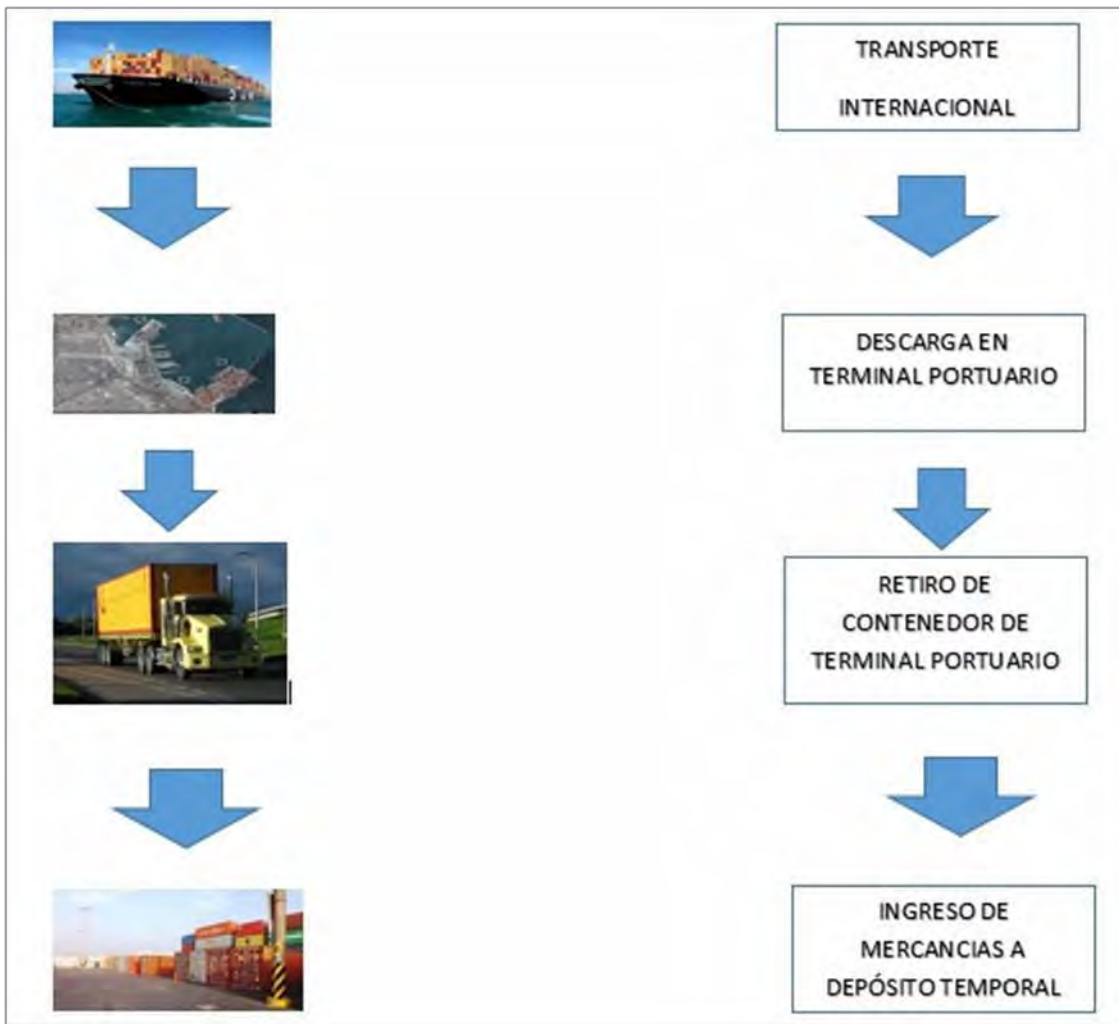 TRANSPORTE
INTERNACIONAL
DESCARGA EN
TERMINAL PORTUARIO
RETIRO DE
CONTENEDOR DE
TERMINAL PORTUARIO
INGRESO DE
MERCANCIAS A
DEPÓSITO TEMPORAL